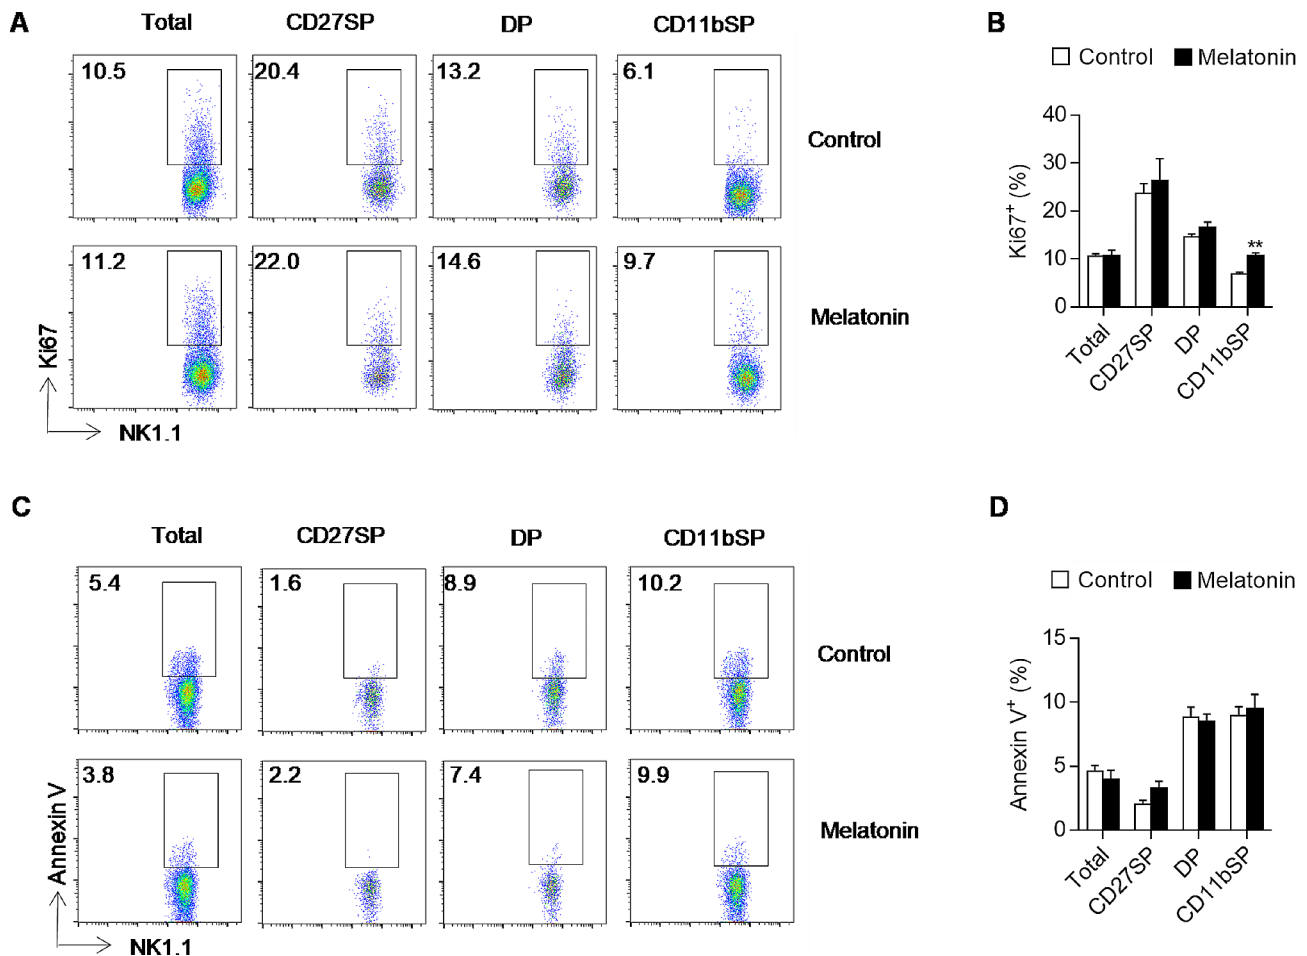 A
Total CD27SP DP CD11bSP
10.5 20.4 13.2 6.1
Control
11.2 22.0 14.6 9.7
Melatonin
Ki67
NK1.1
B
Control Melatonin
Ki67+ (%)
40
30
20
10
0
**
Total CD27SP DP CD11bSP
C
Total CD27SP DP CD11bSP
5.4 1.6 8.9 10.2
Control
3.8 2.2 7.4 9.9
Melatonin
Annexin V
NK1.1
D
Control Melatonin
Annexin V+ (%)
15
10
5
0
Total CD27SP DP CD11bSP